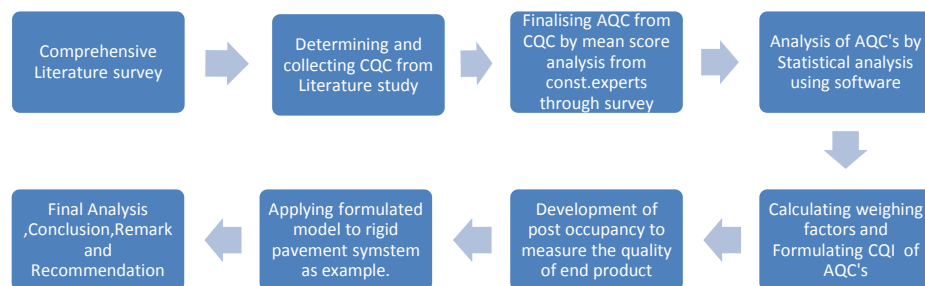 Comprehensive
Literature survey
Determining and
collecting CQC from
Literature study
Finalising AQC from
CQC by mean score
analysis from
const.experts
through survey
Analysis of AQC's by
Statistical analysis
using software
Calculating weighing
factors and
Formulating CQI of
AQC's
Development of
post occupancy to
measure the quality
of end product
Applying formulated
model to rigid
pavement symstem
as example.
Final Analysis
,Conclusion,Remark
and
Recommendation